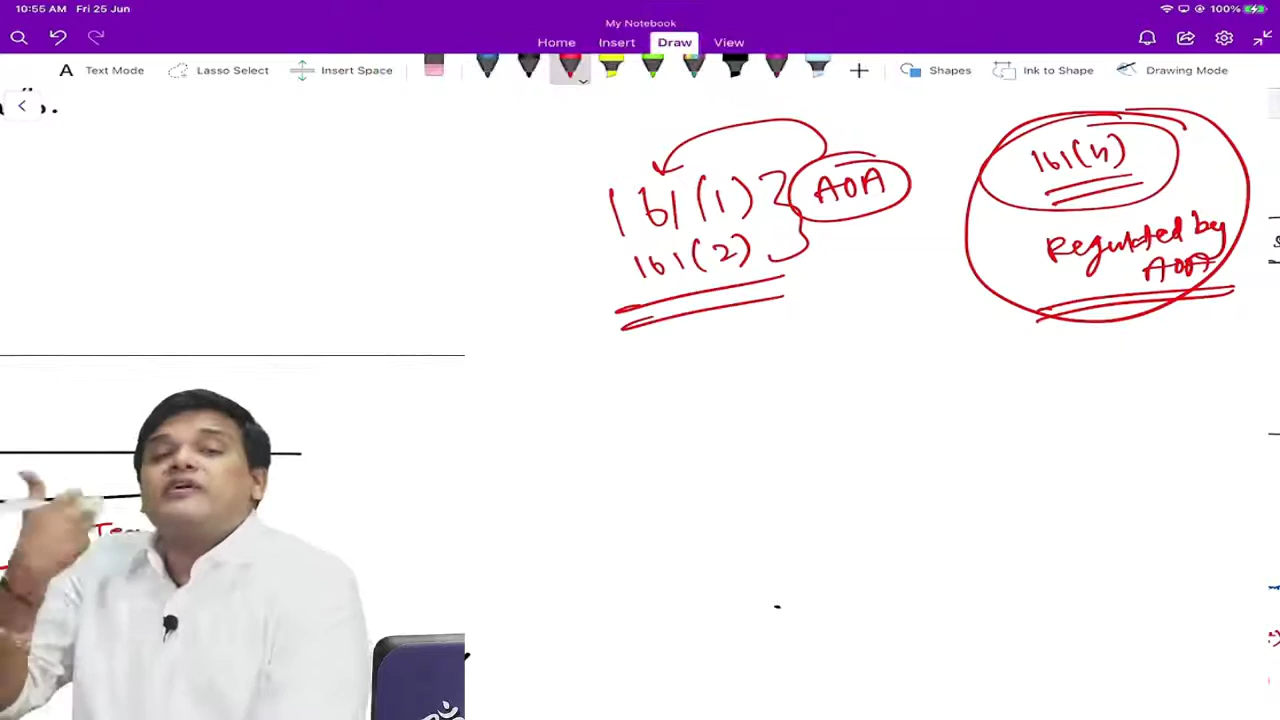 10:55 AM Fri 25 Jun
100%
My Notebook
Home Insert Draw View
A Text Mode Lasso Select Insert Space Shapes Ink to Shape Drawing Mode
161(1)
161(2)
AOA
161(4)
Regulated by
AOA
ॐ